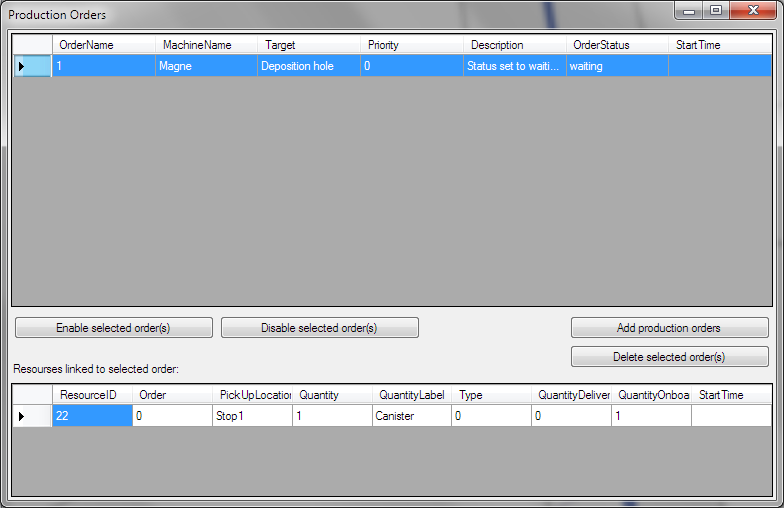 Production Orders
OrderName MachineName Target Priority Description OrderStatus StartTime
1 Magne Deposition hole 0 Status set to waiti... waiting
Enable selected order(s) Disable selected order(s) Add production orders
Delete selected order(s)
Resourses linked to selected order:
ResourceID Order PickUpLocation Quantity QuantityLabel Type QuantityDeliver QuantityOnboa StartTime
22 0 Stop1 1 Canister 0 0 1